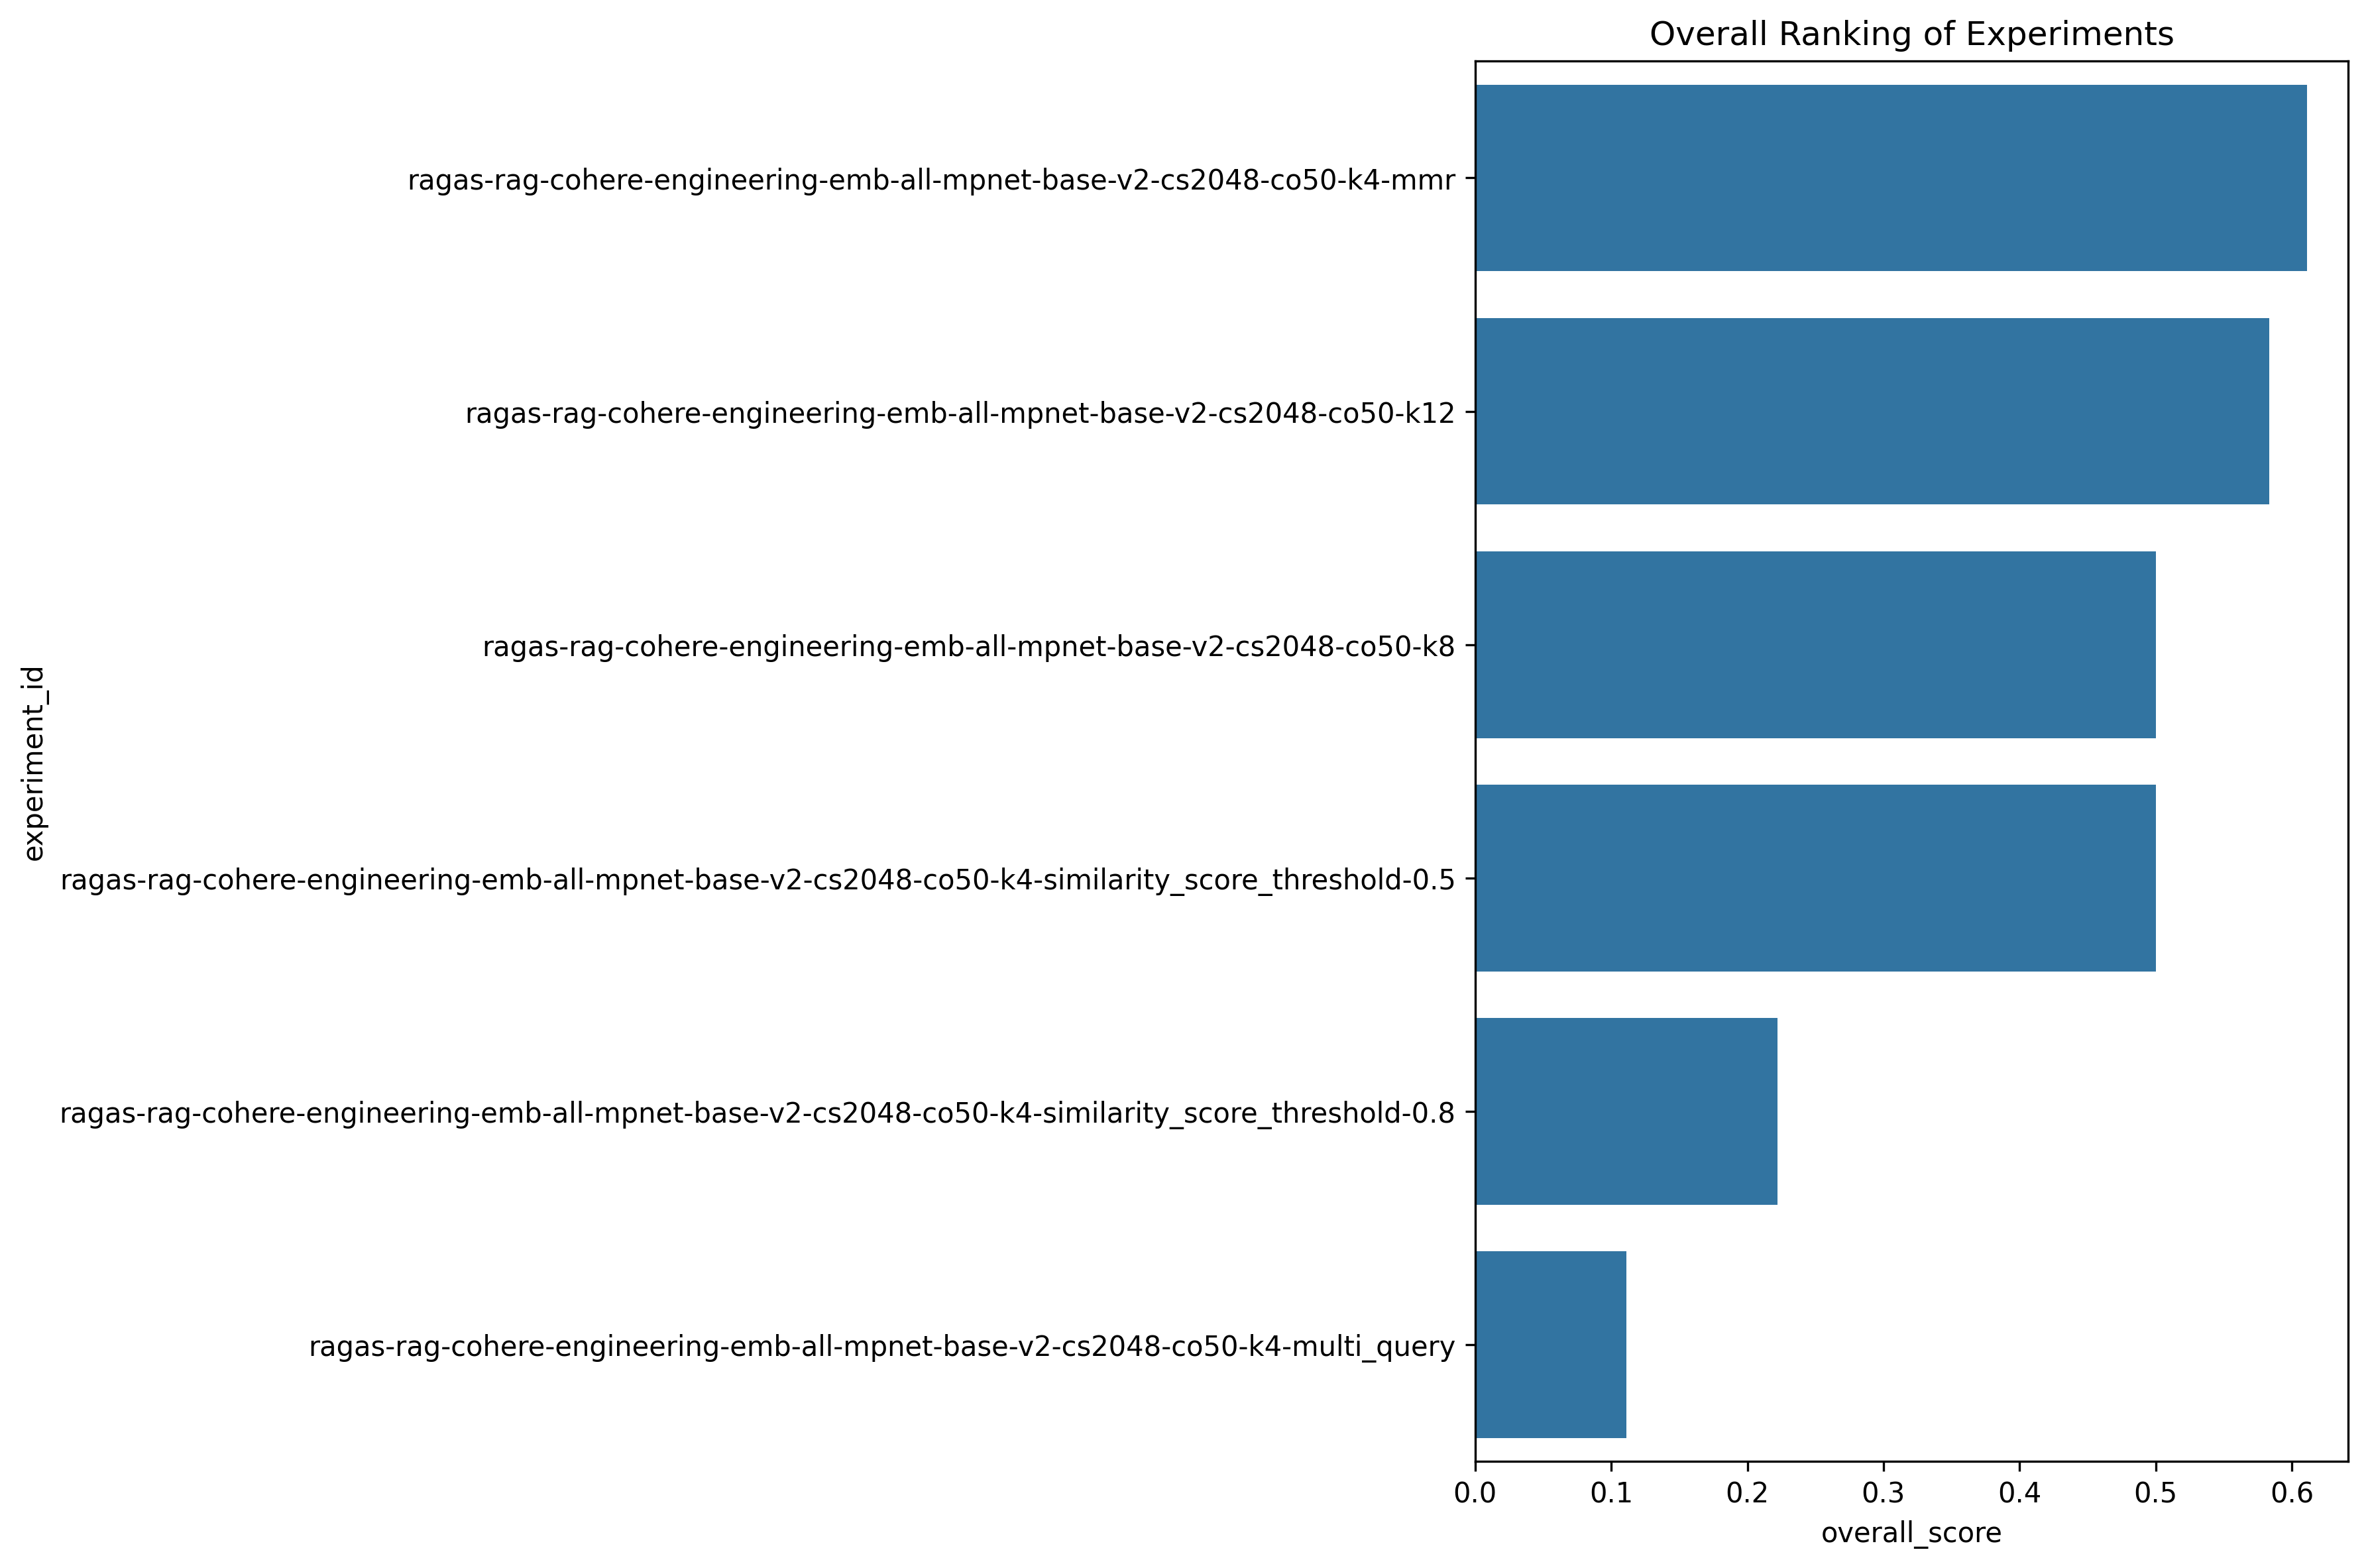 Overall Ranking of Experiments
experiment_id
ragas-rag-cohere-engineering-emb-all-mpnet-base-v2-cs2048-co50-k4-mmr
ragas-rag-cohere-engineering-emb-all-mpnet-base-v2-cs2048-co50-k12
ragas-rag-cohere-engineering-emb-all-mpnet-base-v2-cs2048-co50-k8
ragas-rag-cohere-engineering-emb-all-mpnet-base-v2-cs2048-co50-k4-similarity_score_threshold-0.5
ragas-rag-cohere-engineering-emb-all-mpnet-base-v2-cs2048-co50-k4-similarity_score_threshold-0.8
ragas-rag-cohere-engineering-emb-all-mpnet-base-v2-cs2048-co50-k4-multi_query
0.0 0.1 0.2 0.3 0.4 0.5 0.6
overall_score